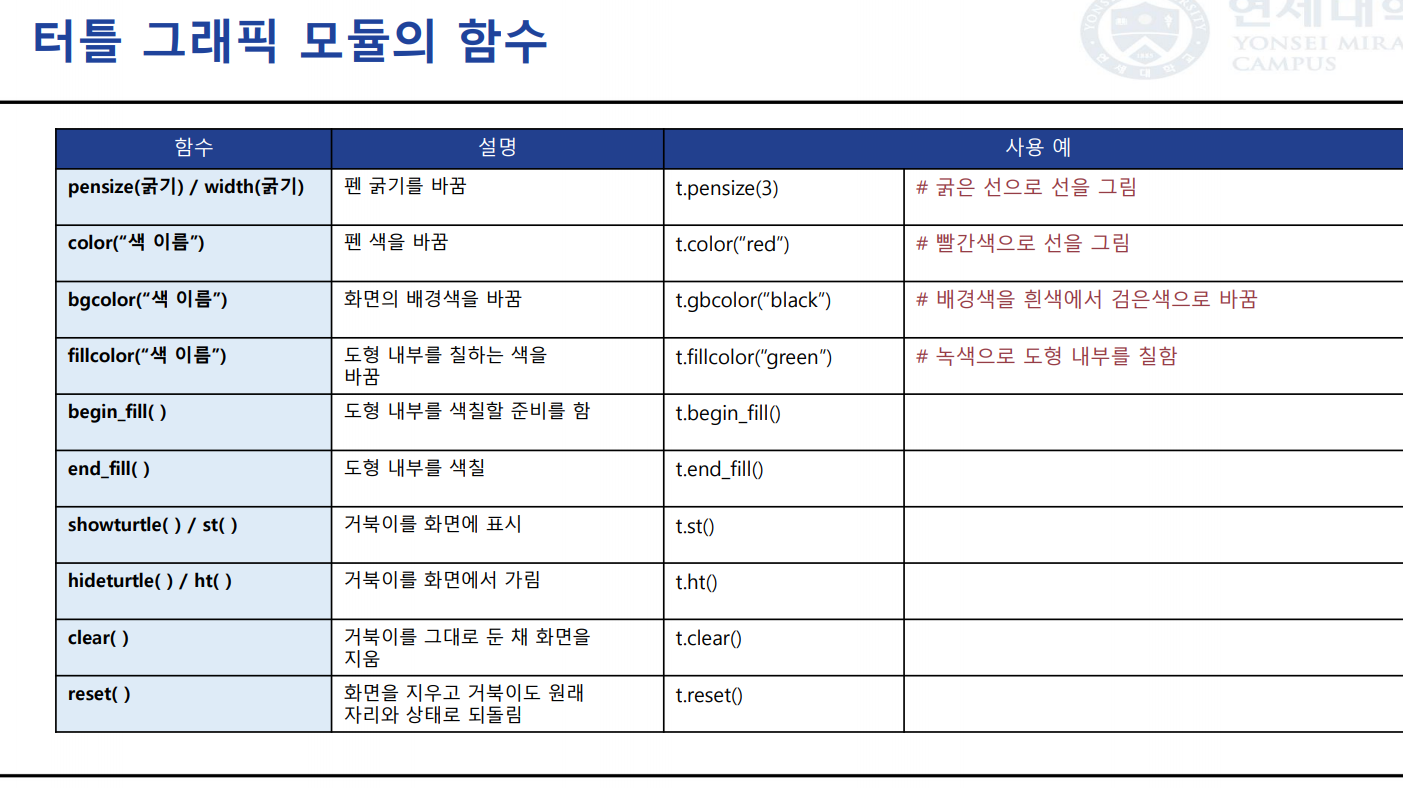 터틀 그래픽 모듈의 함수
YONSEI MIRA
CAMPUS
함수 설명 사용 예
pensize(굵기) / width(굵기) 펜 굵기를 바꿈 t.pensize(3) # 굵은 선으로 선을 그림
color(“색 이름”) 펜 색을 바꿈 t.color(“red”) # 빨간색으로 선을 그림
bgcolor(“색 이름”) 화면의 배경색을 바꿈 t.gbcolor(“black”) # 배경색을 흰색에서 검은색으로 바꿈
fillcolor(“색 이름”) 도형 내부를 칠하는 색을 t.fillcolor(“green”) # 녹색으로 도형 내부를 칠함
바꿈
begin_fill( ) 도형 내부를 색칠할 준비를 함 t.begin_fill()
end_fill( ) 도형 내부를 색칠 t.end_fill()
showturtle( ) / st( ) 거북이를 화면에 표시 t.st()
hideturtle( ) / ht( ) 거북이를 화면에서 가림 t.ht()
clear( ) 거북이를 그대로 둔 채 화면을 t.clear()
지움
reset( ) 화면을 지우고 거북이도 원래 t.reset()
자리와 상태로 되돌림